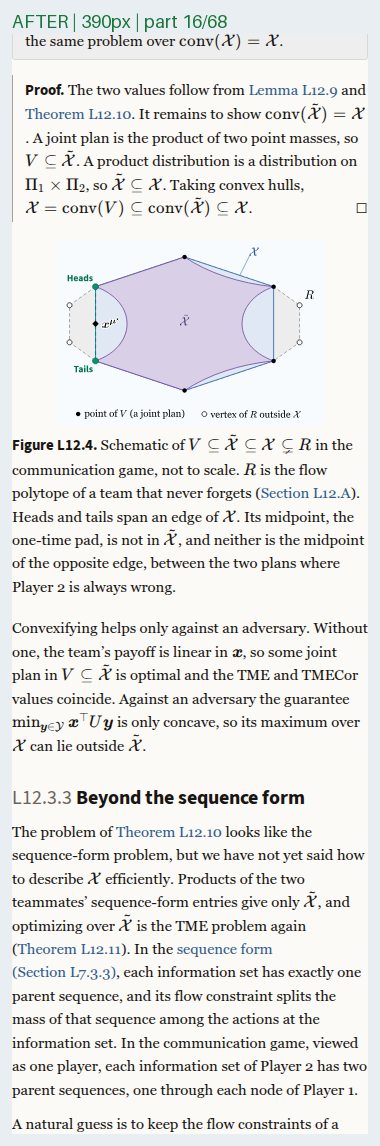 AFTER | 390px | part 16/68
the same problem over conv(𝒳) = 𝒳.
Proof. The two values follow from Lemma L12.9 and
Theorem L12.10. It remains to show conv(𝒳̃) = 𝒳
. A joint plan is the product of two point masses, so
V ⊆ 𝒳̃. A product distribution is a distribution on
Π₁ × Π₂, so 𝒳̃ ⊆ 𝒳. Taking convex hulls,
𝒳 = conv(V) ⊆ conv(𝒳̃) ⊆ 𝒳. □
𝒳
Heads
R
x^μ*
𝒳̃
Tails
● point of V (a joint plan) ○ vertex of R outside 𝒳
Figure L12.4. Schematic of V ⊆ 𝒳̃ ⊆ 𝒳 ⊊ R in the
communication game, not to scale. R is the flow
polytope of a team that never forgets (Section L12.A).
Heads and tails span an edge of 𝒳. Its midpoint, the
one-time pad, is not in 𝒳̃, and neither is the midpoint
of the opposite edge, between the two plans where
Player 2 is always wrong.
Convexifying helps only against an adversary. Without
one, the team's payoff is linear in x, so some joint
plan in V ⊆ 𝒳̃ is optimal and the TME and TMECor
values coincide. Against an adversary the guarantee
min_{y∈𝒴} x^⊤Uy is only concave, so its maximum over
𝒳 can lie outside 𝒳̃.
L12.3.3 Beyond the sequence form
The problem of Theorem L12.10 looks like the
sequence-form problem, but we have not yet said how
to describe 𝒳 efficiently. Products of the two
teammates' sequence-form entries give only 𝒳̃, and
optimizing over 𝒳̃ is the TME problem again
(Theorem L12.11). In the sequence form
(Section L7.3.3), each information set has exactly one
parent sequence, and its flow constraint splits the
mass of that sequence among the actions at the
information set. In the communication game, viewed
as one player, each information set of Player 2 has two
parent sequences, one through each node of Player 1.
A natural guess is to keep the flow constraints of a